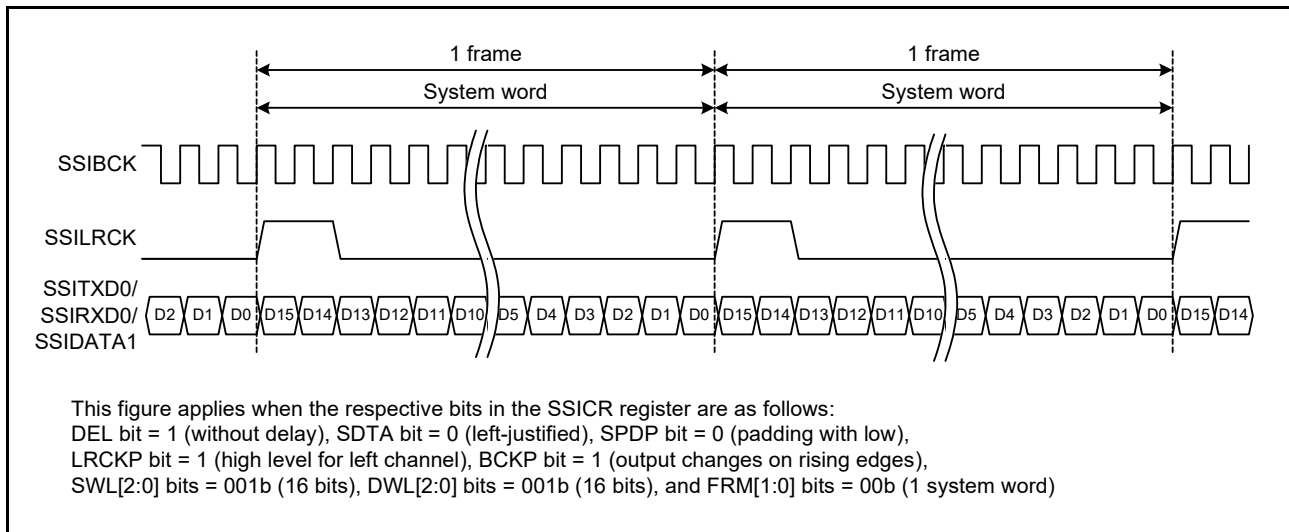 1 frame 1 frame
System word System word
SSIBCK
SSILRCK
SSITXD0/
SSIRXD0/
SSIDATA1
D2 D1 D0 D15 D14 D13 D12 D11 D10 D5 D4 D3 D2 D1 D0 D15 D14 D13 D12 D11 D10 D5 D4 D3 D2 D1 D0 D15 D14
This figure applies when the respective bits in the SSICR register are as follows:
DEL bit = 1 (without delay), SDTA bit = 0 (left-justified), SPDP bit = 0 (padding with low),
LRCKP bit = 1 (high level for left channel), BCKP bit = 1 (output changes on rising edges),
SWL[2:0] bits = 001b (16 bits), DWL[2:0] bits = 001b (16 bits), and FRM[1:0] bits = 00b (1 system word)